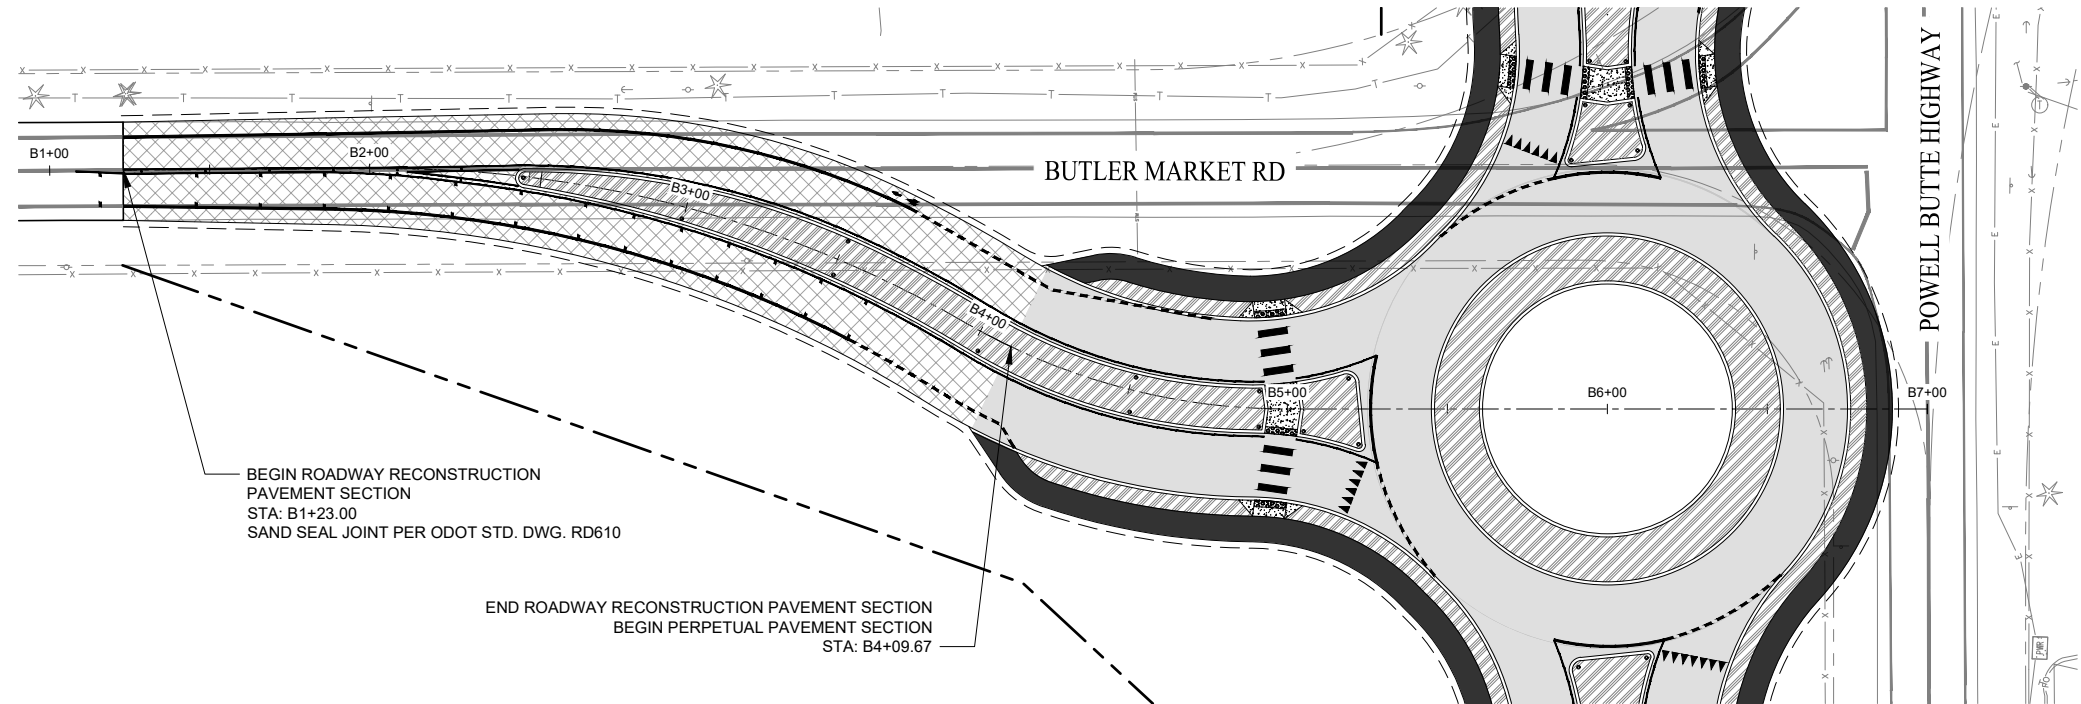 B1+00
B2+00
B3+00
B4+00
B5+00
B6+00
B7+00
BUTLER MARKET RD
POWELL BUTTE HIGHWAY
BEGIN ROADWAY RECONSTRUCTION
PAVEMENT SECTION
STA: B1+23.00
SAND SEAL JOINT PER ODOT STD. DWG. RD610
END ROADWAY RECONSTRUCTION PAVEMENT SECTION
BEGIN PERPETUAL PAVEMENT SECTION
STA: B4+09.67
PWR